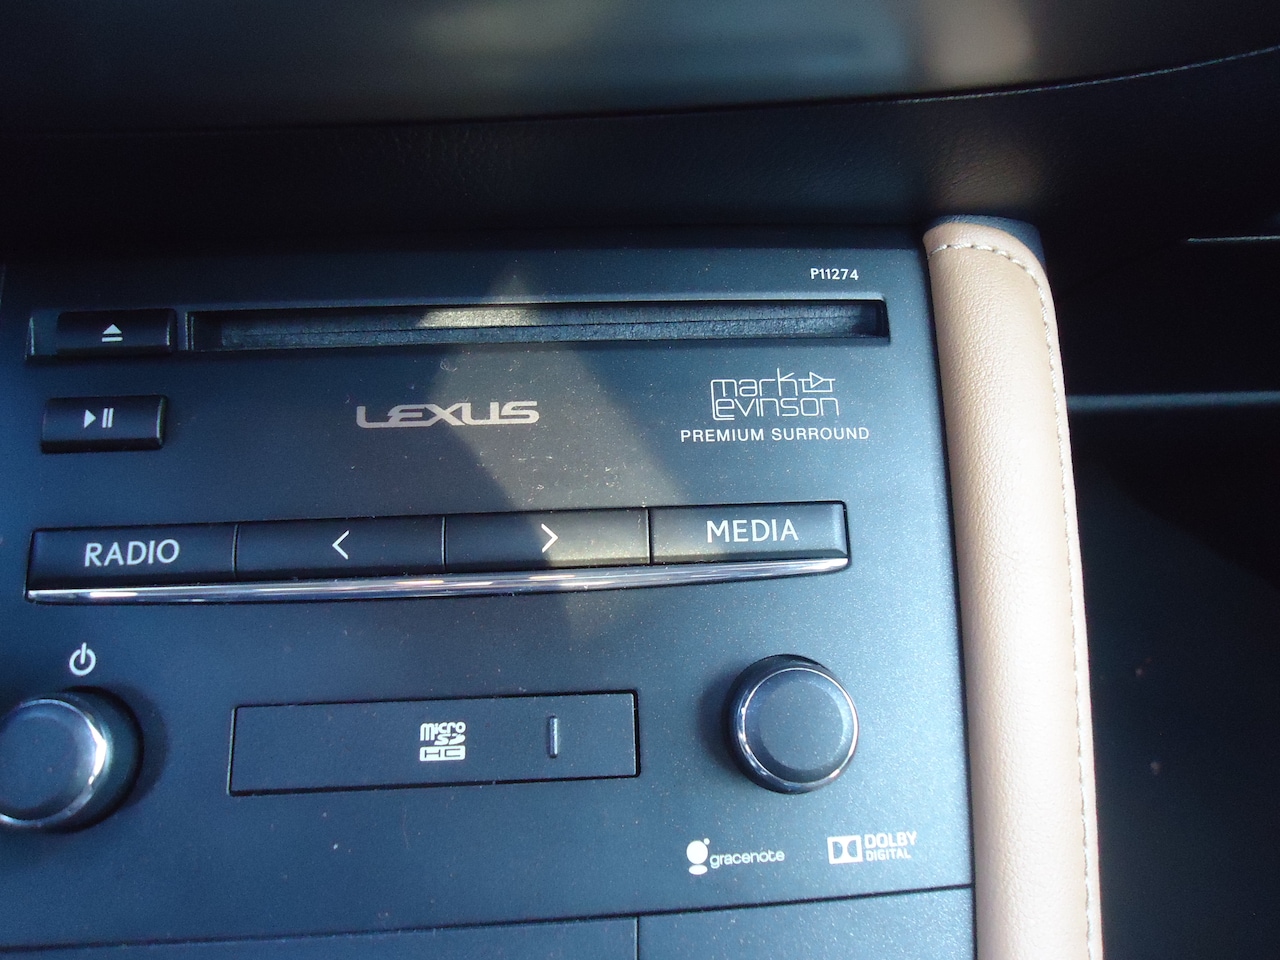 P11274
LEXUS
mark
Levinson
PREMIUM SURROUND
RADIO
MEDIA
micro
SD
HC
gracenote
DOLBY
DIGITAL